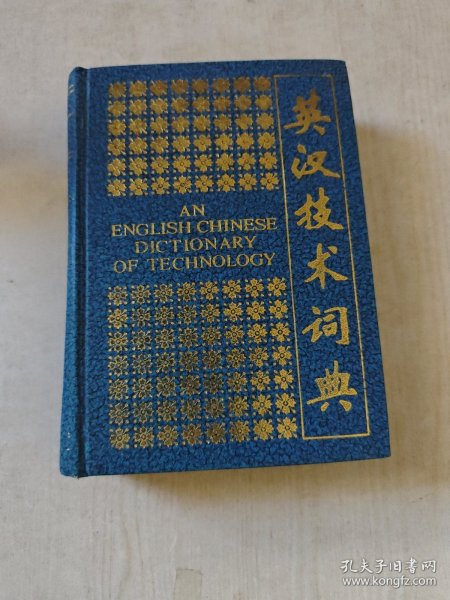 AN
ENGLISH CHINESE
DICTIONARY
OF TECHNOLOGY
英汉技术词典
孔夫子旧书网
www.kongfz.com